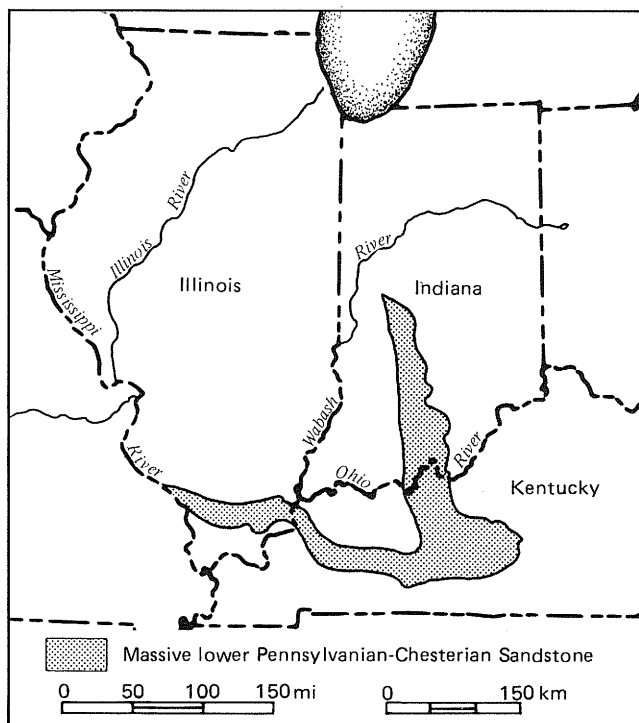 Illinois River
Mississippi
River
Illinois
River
Indiana
Wabash
Ohio
River
Kentucky
Massive lower Pennsylvanian-Chesterian Sandstone
0 50 100 150 mi
0 150 km